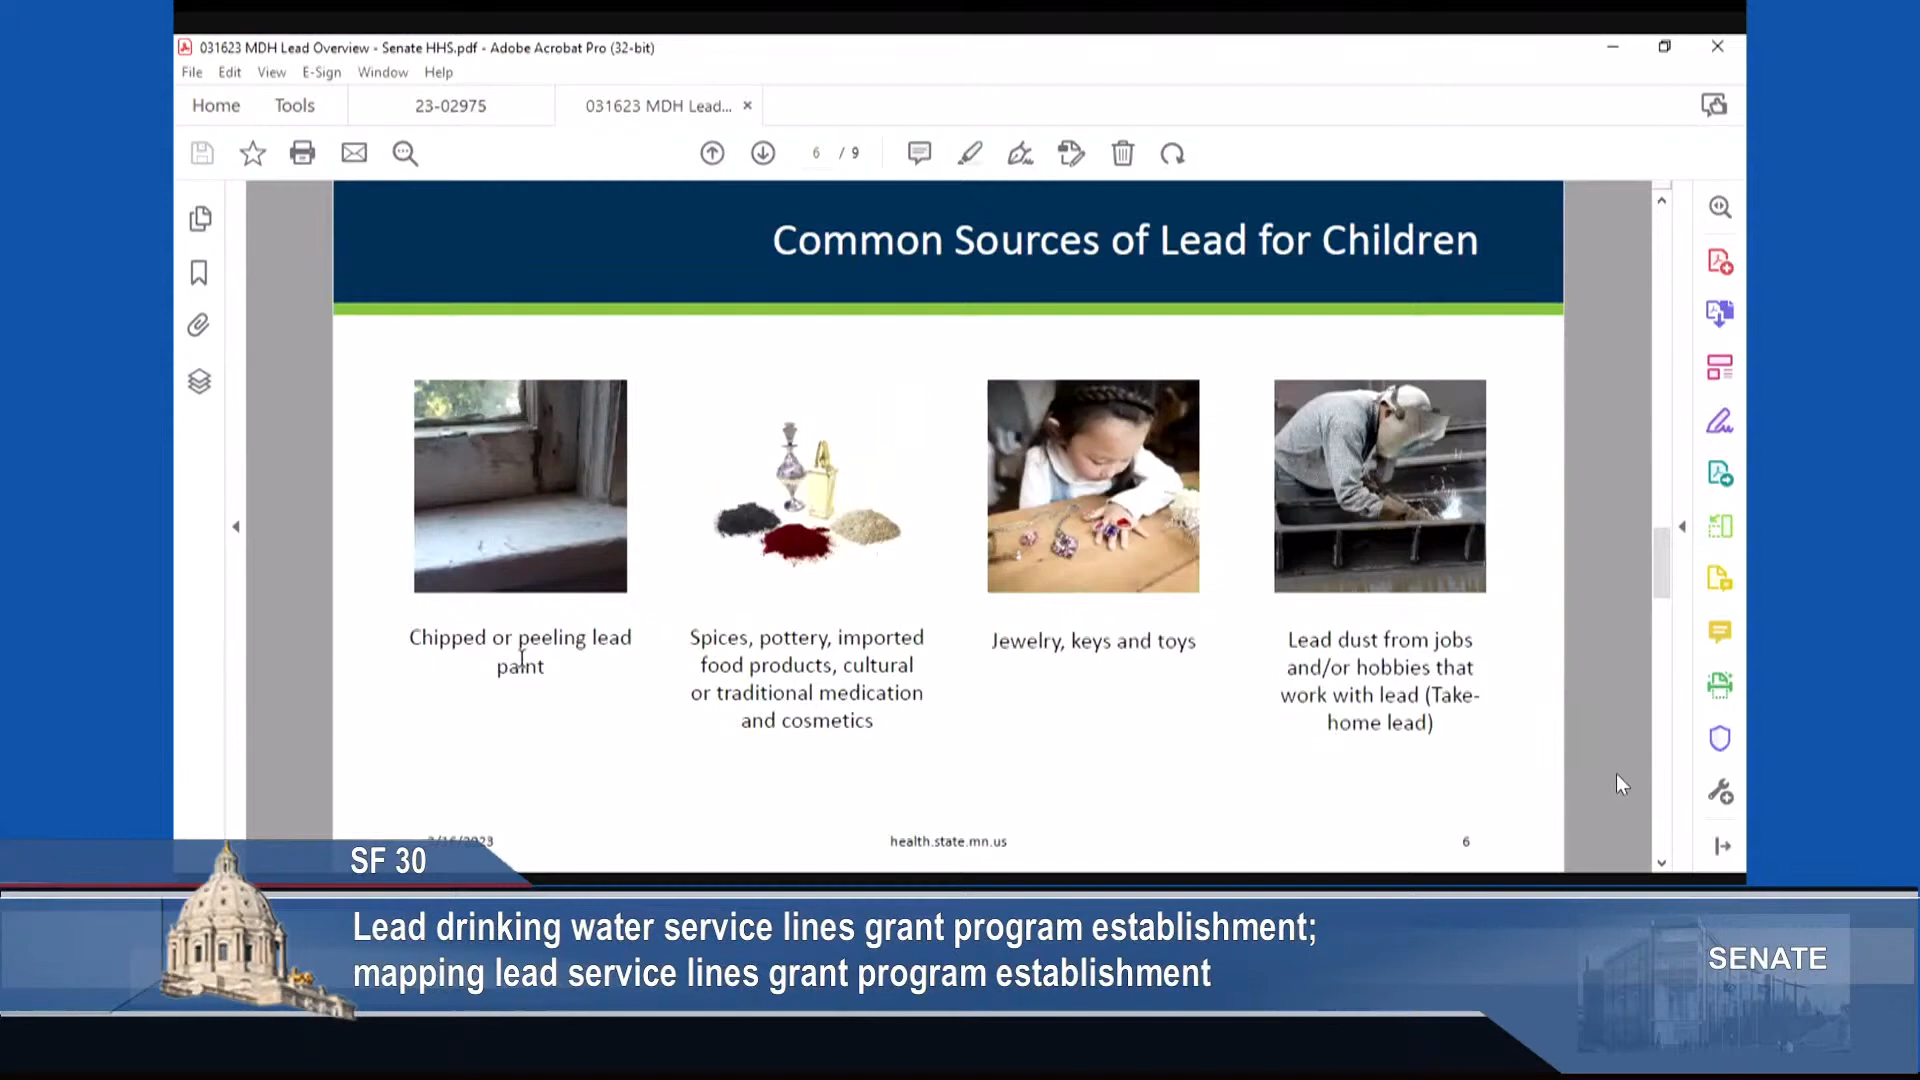 031623 MDH Lead Overview - Senate HHS.pdf - Adobe Acrobat Pro (32-bit)
File Edit View E-Sign Window Help
Home Tools 23-02975 031623 MDH Lead... ×
6 / 9
Common Sources of Lead for Children
Chipped or peeling lead
paint
Spices, pottery, imported
food products, cultural
or traditional medication
and cosmetics
Jewelry, keys and toys
Lead dust from jobs
and/or hobbies that
work with lead (Take-
home lead)
3/16/2023 health.state.mn.us 6
SF 30
Lead drinking water service lines grant program establishment;
mapping lead service lines grant program establishment
SENATE